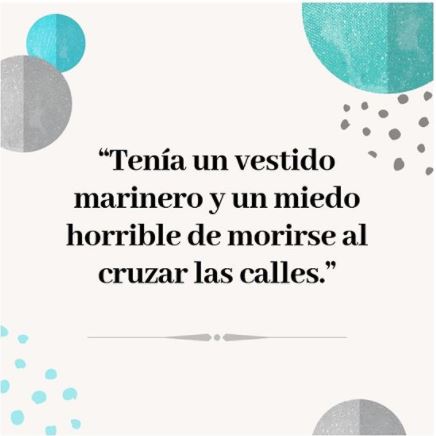 “Tenía un vestido
marinero y un miedo
horrible de morirse al
cruzar las calles.”